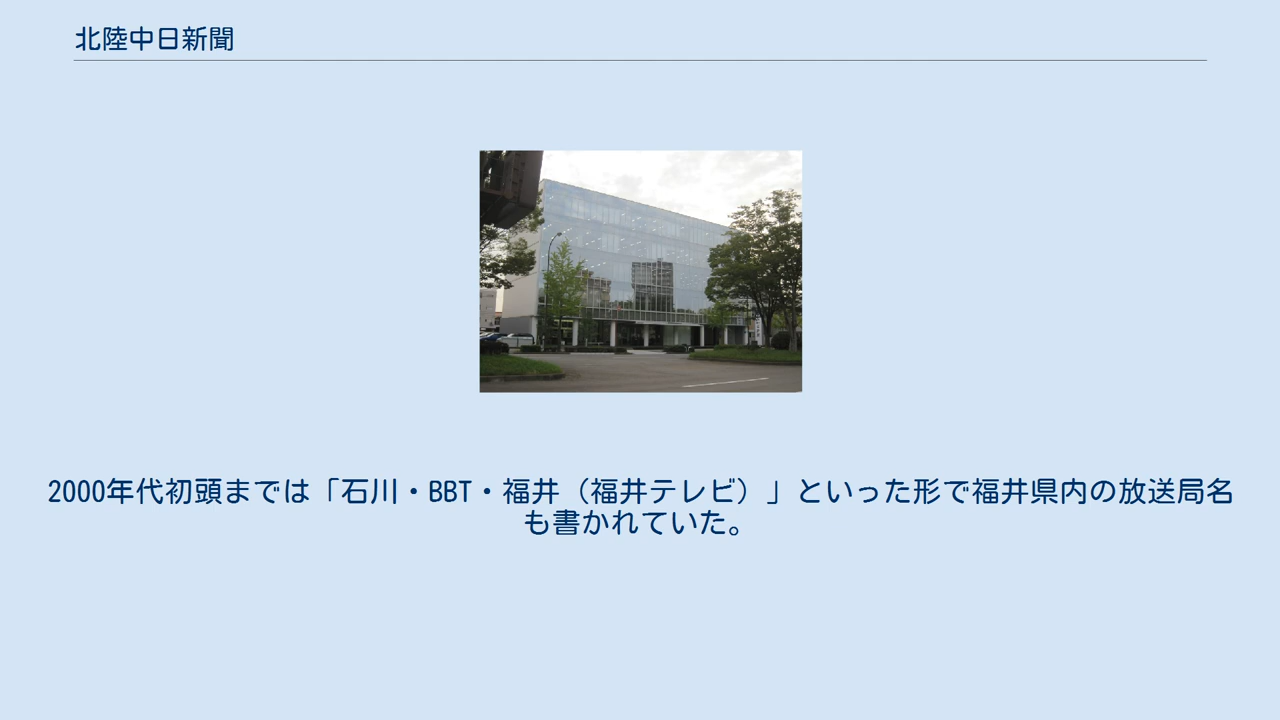 北陸中日新聞
2000年代初頭までは「石川・BBT・福井（福井テレビ）」といった形で福井県内の放送局名
も書かれていた。